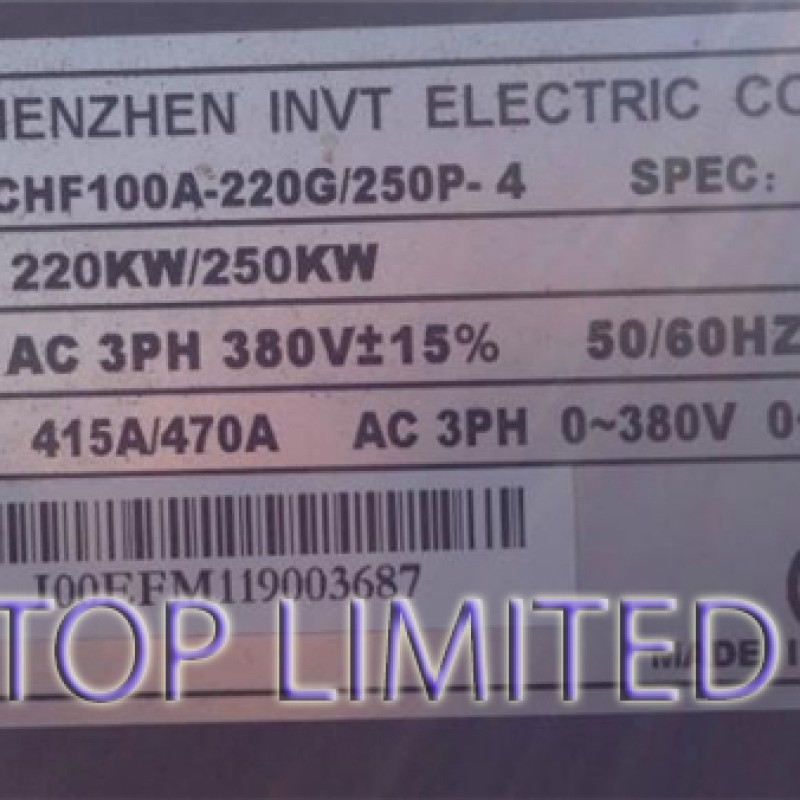 HENZHEN INVT ELECTRIC CO
CHF100A-220G/250P- 4 SPEC:
220KW/250KW
AC 3PH 380V±15% 50/60HZ
415A/470A AC 3PH 0~380V 0~
I00EFM119003687
TOP LIMITED
MADE I